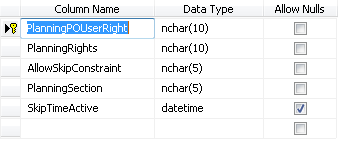 Column Name Data Type Allow Nulls
PlanningPOUserRight nchar(10)
PlanningRights nchar(10)
AllowSkipConstraint nchar(5)
PlanningSection nchar(5)
SkipTimeActive datetime